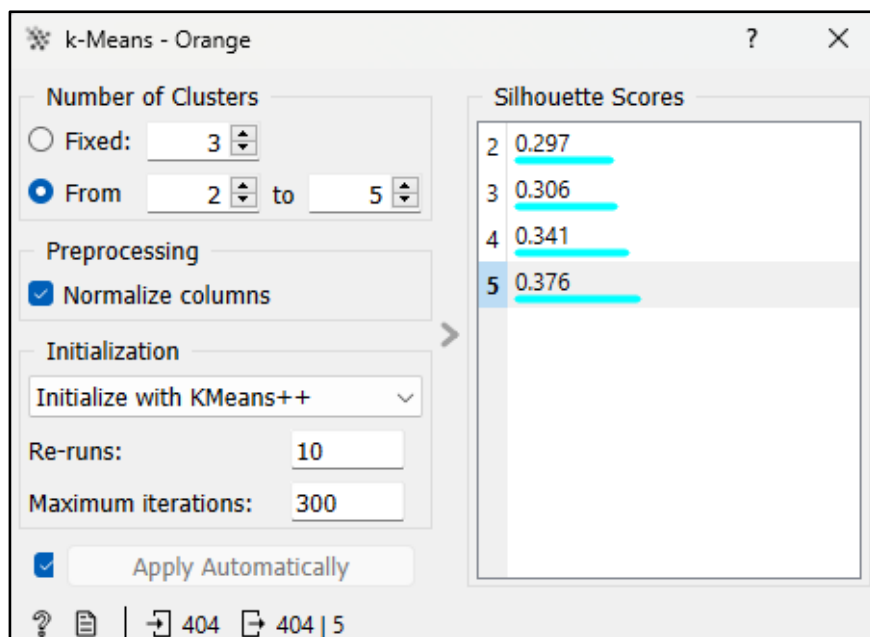 k-Means - Orange
Number of Clusters
Fixed: 3
From 2 to 5
Preprocessing
Normalize columns
Initialization
Initialize with KMeans++
Re-runs: 10
Maximum iterations: 300
Apply Automatically
? 404 404 | 5
Silhouette Scores
2 0.297
3 0.306
4 0.341
5 0.376